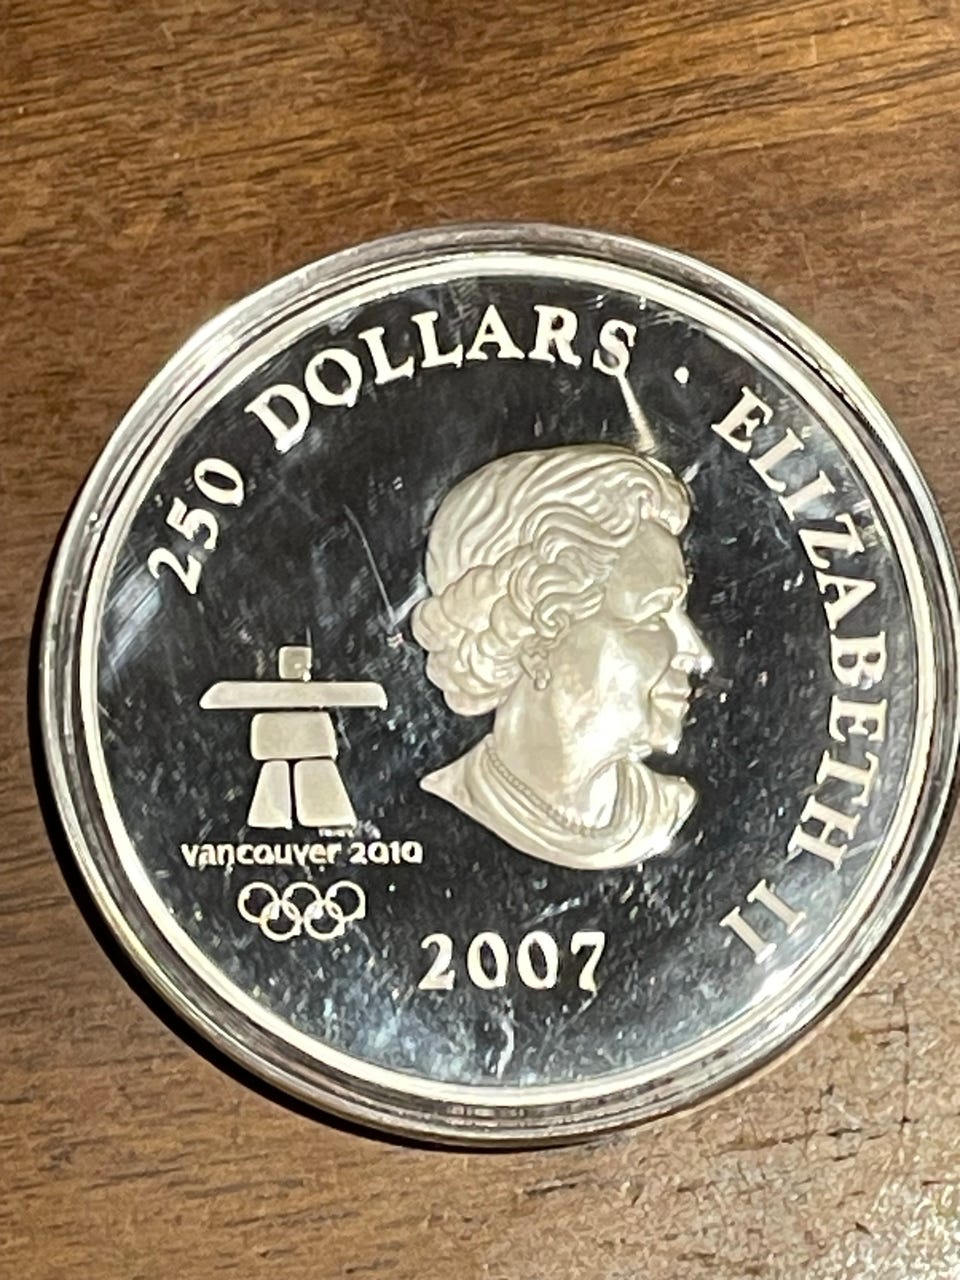 250 DOLLARS · ELIZABETH II
vancouver 2010
2007